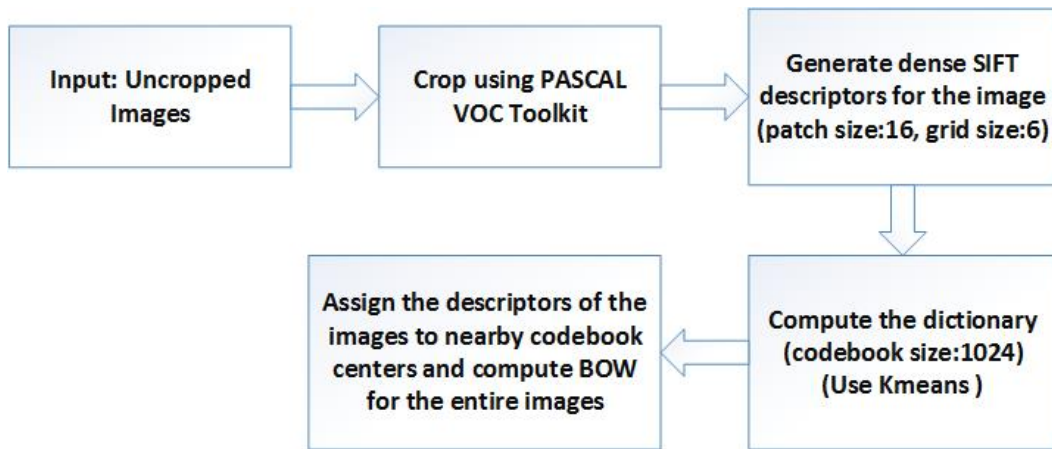 Input: Uncropped
Images
Crop using PASCAL
VOC Toolkit
Generate dense SIFT
descriptors for the image
(patch size:16, grid size:6)
Compute the dictionary
(codebook size:1024)
(Use Kmeans )
Assign the descriptors of the
images to nearby codebook
centers and compute BOW
for the entire images